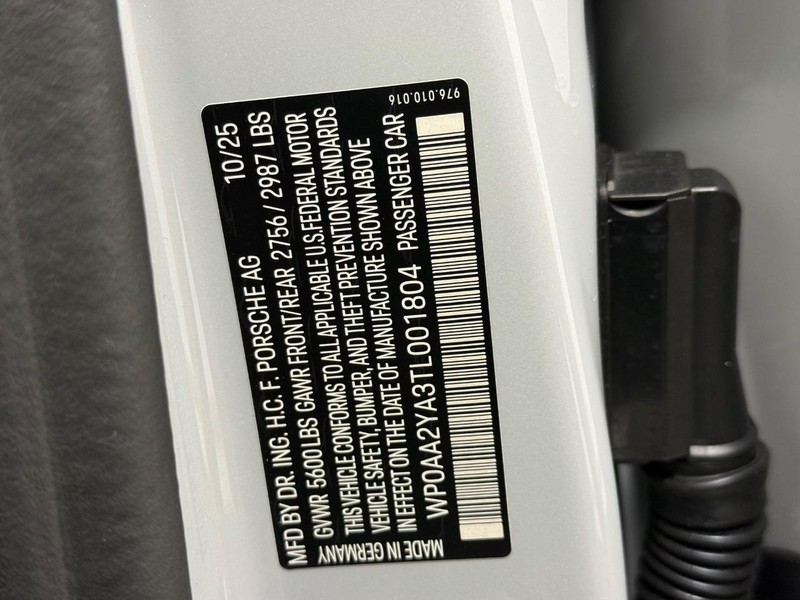 MFD BY DR. ING. H.C. F. PORSCHE AG 10/25
GVWR 5600 LBS GAWR FRONT/REAR 2756 / 2987 LBS
THIS VEHICLE CONFORMS TO ALL APPLICABLE U.S. FEDERAL MOTOR
VEHICLE SAFETY, BUMPER, AND THEFT PREVENTION STANDARDS
IN EFFECT ON THE DATE OF MANUFACTURE SHOWN ABOVE
WP0AA2YA3TL001804 PASSENGER CAR
MADE IN GERMANY
976.010.016